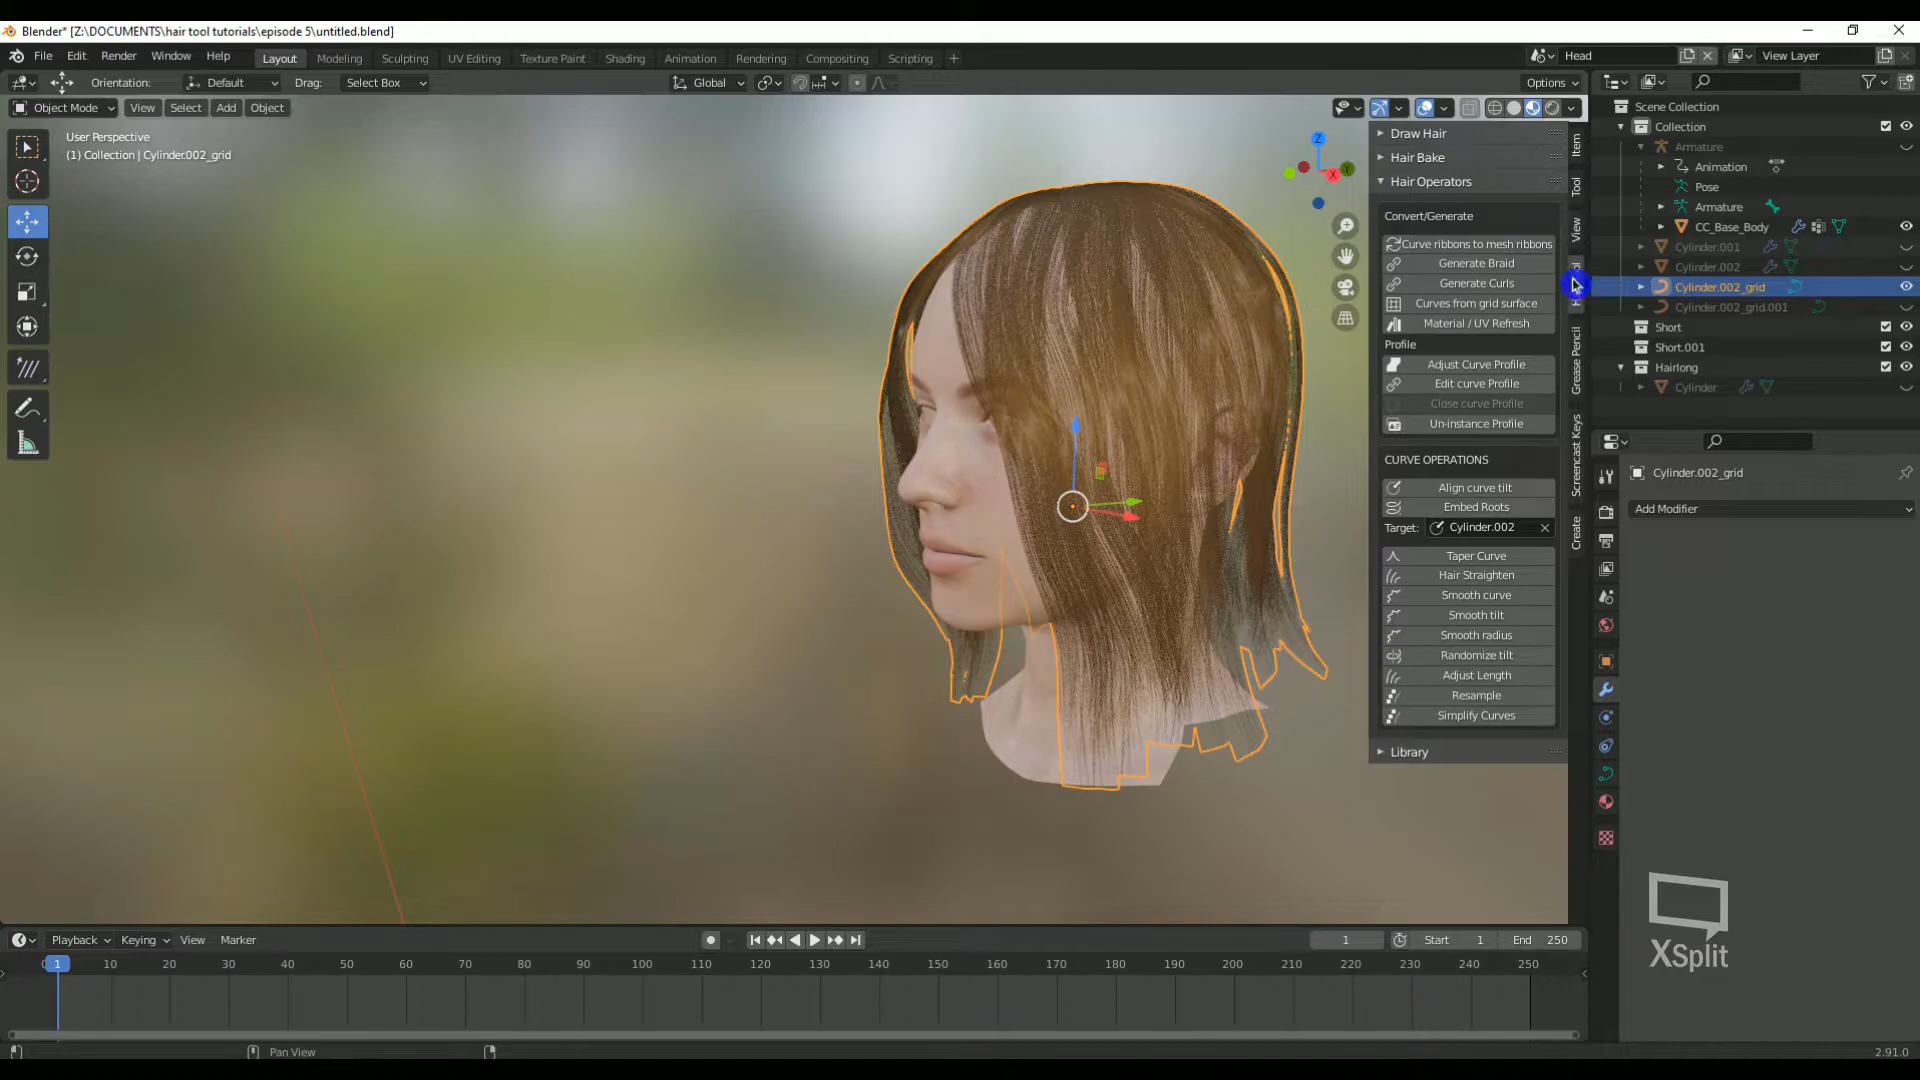 Blender* [Z:\DOCUMENTS\hair tool tutorials\episode 5\untitled.blend]
File Edit Render Window Help Layout Modeling Sculpting UV Editing Texture Paint Shading Animation Rendering Compositing Scripting + Head View Layer
Orientation: Default Drag: Select Box Global Options
Object Mode View Select Add Object
User Perspective
(1) Collection | Cylinder.002_grid
Z
X
Y
Draw Hair
Hair Bake
Hair Operators
Convert/Generate
Curve ribbons to mesh ribbons
Generate Braid
Generate Curls
Curves from grid surface
Material / UV Refresh
Profile
Adjust Curve Profile
Edit curve Profile
Close curve Profile
Un-instance Profile
CURVE OPERATIONS
Align curve tilt
Embed Roots
Target: Cylinder.002
Taper Curve
Hair Straighten
Smooth curve
Smooth tilt
Smooth radius
Randomize tilt
Adjust Length
Resample
Simplify Curves
Library
Item
Tool
View
Grease Pencil
Screencast Keys
Create
Scene Collection
Collection
Armature
Animation
Pose
Armature
CC_Base_Body
Cylinder.001
Cylinder.002
Cylinder.002_grid
Cylinder.002_grid.001
Short
Short.001
Hairlong
Cylinder
Cylinder.002_grid
Add Modifier
XSplit
Playback Keying View Marker 1 Start 1 End 250
1 10 20 30 40 50 60 70 80 90 100 110 120 130 140 150 160 170 180 190 200 210 220 230 240 250
Pan View 2.91.0